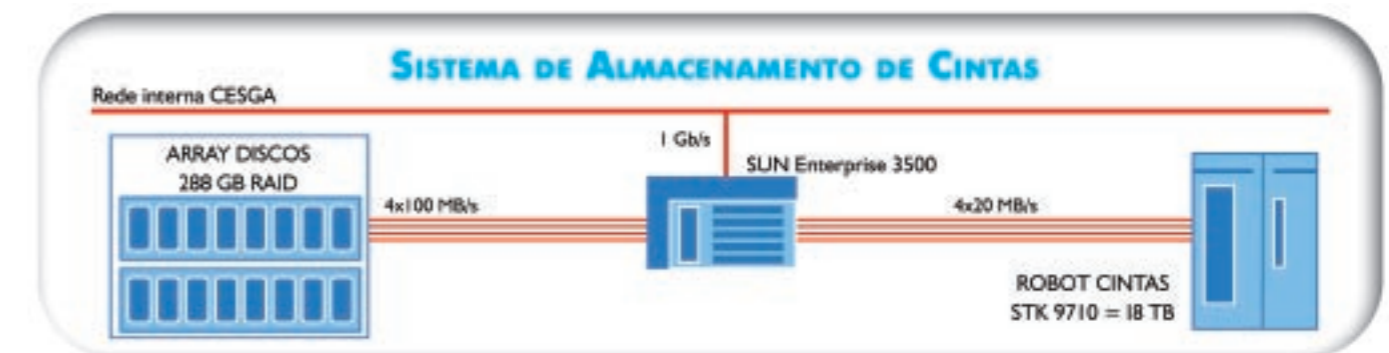 SISTEMA DE ALMACENAMENTO DE CINTAS
Rede interna CESGA
1 Gb/s
ARRAY DISCOS
288 GB RAID
SUN Enterprise 3500
4x100 MB/s
4x20 MB/s
ROBOT CINTAS
STK 9710 = 18 TB